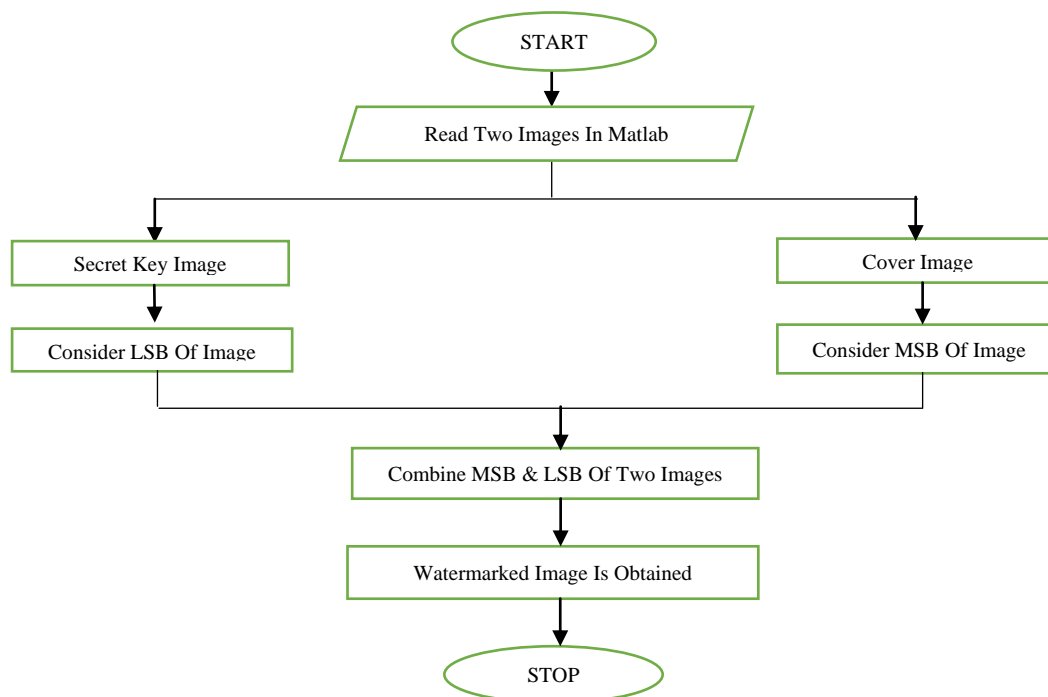 START
Read Two Images In Matlab
Secret Key Image
Cover Image
Consider LSB Of Image
Consider MSB Of Image
Combine MSB & LSB Of Two Images
Watermarked Image Is Obtained
STOP